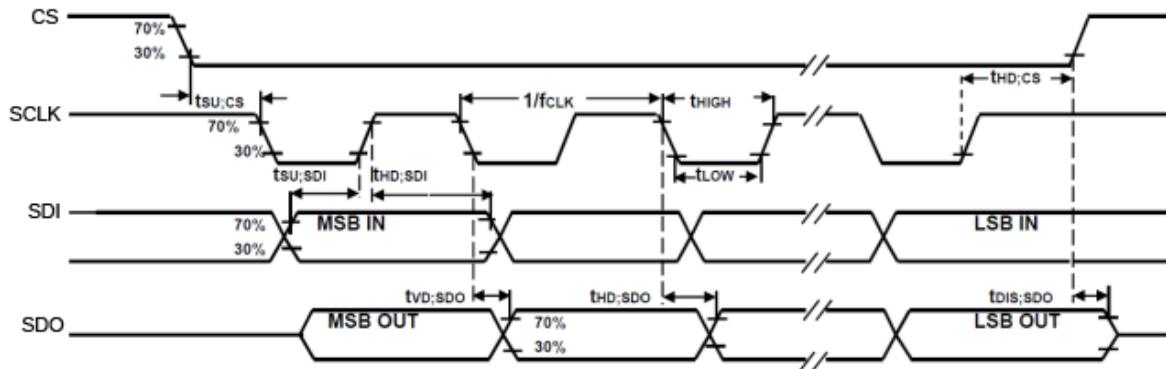 CS
70%
30%
tSU;CS
tHD;CS
SCLK
70%
30%
1/fCLK
tHIGH
tLOW
tSU;SDI
tHD;SDI
SDI
70%
30%
MSB IN
LSB IN
tVD;SDO
tHD;SDO
tDIS;SDO
SDO
MSB OUT
70%
30%
LSB OUT